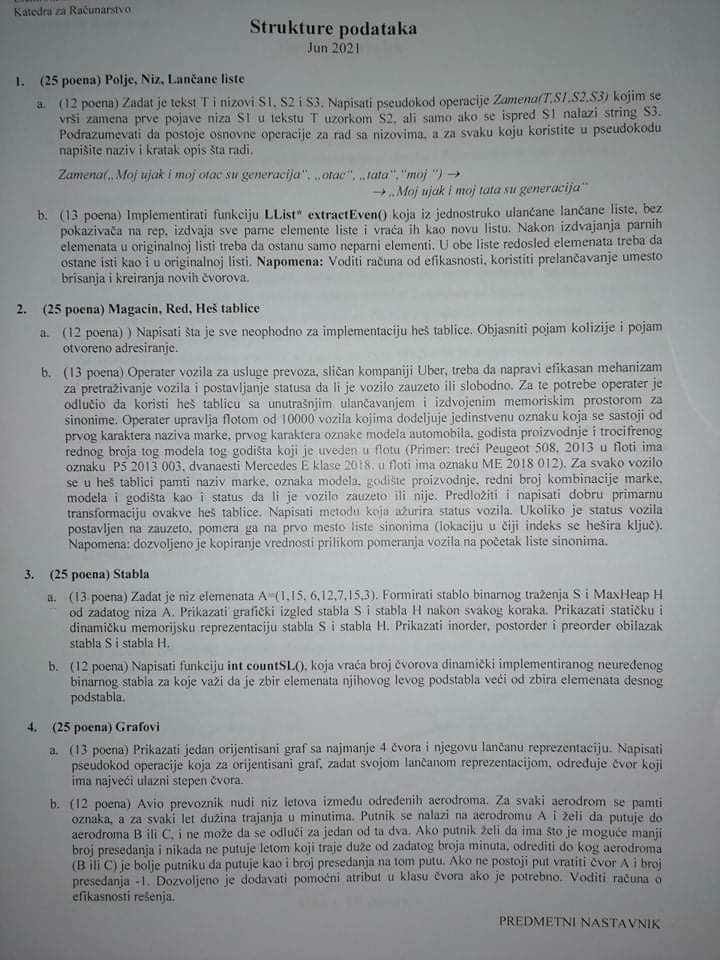 Katedra za Računarstvo
Strukture podataka
Jun 2021
1. (25 poena) Polje, Niz, Lančane liste
a. (12 poena) Zadat je tekst T i nizovi S1, S2 i S3. Napisati pseudokod operacije Zamena(T,S1,S2,S3) kojim se
vrši zamena prve pojave niza S1 u tekstu T uzorkom S2, ali samo ako se ispred S1 nalazi string S3.
Podrazumevati da postoje osnovne operacije za rad sa nizovima, a za svaku koju koristite u pseudokodu
napišite naziv i kratak opis šta radi.
Zamena(„Moj ujak i moj otac su generacija", „otac", „tata",„moj ") →
→ „Moj ujak i moj tata su generacija"
b. (13 poena) Implementirati funkciju LList* extractEven() koja iz jednostruko ulančane lančane liste, bez
pokazivača na rep, izdvaja sve parne elemente liste i vraća ih kao novu listu. Nakon izdvajanja parnih
elemenata u originalnoj listi treba da ostanu samo neparni elementi. U obe liste redosled elemenata treba da
ostane isti kao i u originalnoj listi. Napomena: Voditi računa od efikasnosti, koristiti prelančavanje umesto
brisanja i kreiranja novih čvorova.
2. (25 poena) Magacin, Red, Heš tablice
a. (12 poena) ) Napisati šta je sve neophodno za implementaciju heš tablice. Objasniti pojam kolizije i pojam
otvoreno adresiranje.
b. (13 poena) Operater vozila za usluge prevoza, sličan kompaniji Uber, treba da napravi efikasan mehanizam
za pretraživanje vozila i postavljanje statusa da li je vozilo zauzeto ili slobodno. Za te potrebe operater je
odlučio da koristi heš tablicu sa unutrašnjim ulančavanjem i izdvojenim memoriskim prostorom za
sinonime. Operater upravlja flotom od 10000 vozila kojima dodeljuje jedinstvenu oznaku koja se sastoji od
prvog karaktera naziva marke, prvog karaktera oznake modela automobila, godista proizvodnje i trocifrenog
rednog broja tog modela tog godišta koji je uveden u flotu (Primer: treći Peugeot 508, 2013 u floti ima
oznaku P5 2013 003, dvanaesti Mercedes E klase 2018. u floti ima oznaku ME 2018 012). Za svako vozilo
se u heš tablici pamti naziv marke, oznaka modela, godište proizvodnje, redni broj kombinacije marke,
modela i godišta kao i status da li je vozilo zauzeto ili nije. Predložiti i napisati dobru primarnu
transformaciju ovakve heš tablice. Napisati metodu koja ažurira status vozila. Ukoliko je status vozila
postavljen na zauzeto, pomera ga na prvo mesto liste sinonima (lokaciju u čiji indeks se hešira ključ).
Napomena: dozvoljeno je kopiranje vrednosti prilikom pomeranja vozila na početak liste sinonima.
3. (25 poena) Stabla
a. (13 poena) Zadat je niz elemenata A=(1,15, 6,12,7,15,3). Formirati stablo binarnog traženja S i MaxHeap H
od zadatog niza A. Prikazati grafički izgled stabla S i stabla H nakon svakog koraka. Prikazati statičku i
dinamičku memorijsku reprezentaciju stabla S i stabla H. Prikazati inorder, postorder i preorder obilazak
stabla S i stabla H.
b. (12 poena) Napisati funkciju int countSL(), koja vraća broj čvorova dinamički implementiranog neuređenog
binarnog stabla za koje važi da je zbir elemenata njihovog levog podstabla veći od zbira elemenata desnog
podstabla.
4. (25 poena) Grafovi
a. (13 poena) Prikazati jedan orijentisani graf sa najmanje 4 čvora i njegovu lančanu reprezentaciju. Napisati
pseudokod operacije koja za orijentisani graf, zadat svojom lančanom reprezentacijom, određuje čvor koji
ima najveći ulazni stepen čvora.
b. (12 poena) Avio prevoznik nudi niz letova između određenih aerodroma. Za svaki aerodrom se pamti
oznaka, a za svaki let dužina trajanja u minutima. Putnik se nalazi na aerodromu A i želi da putuje do
aerodroma B ili C, i ne može da se odluči za jedan od ta dva. Ako putnik želi da ima što je moguće manji
broj presedanja i nikada ne putuje letom koji traje duže od zadatog broja minuta, odrediti do kog aerodroma
(B ili C) je bolje putniku da putuje kao i broj presedanja na tom putu. Ako ne postoji put vratiti čvor A i broj
presedanja -1. Dozvoljeno je dodavati pomoćni atribut u klasu čvora ako je potrebno. Voditi računa o
efikasnosti rešenja.
PREDMETNI NASTAVNIK